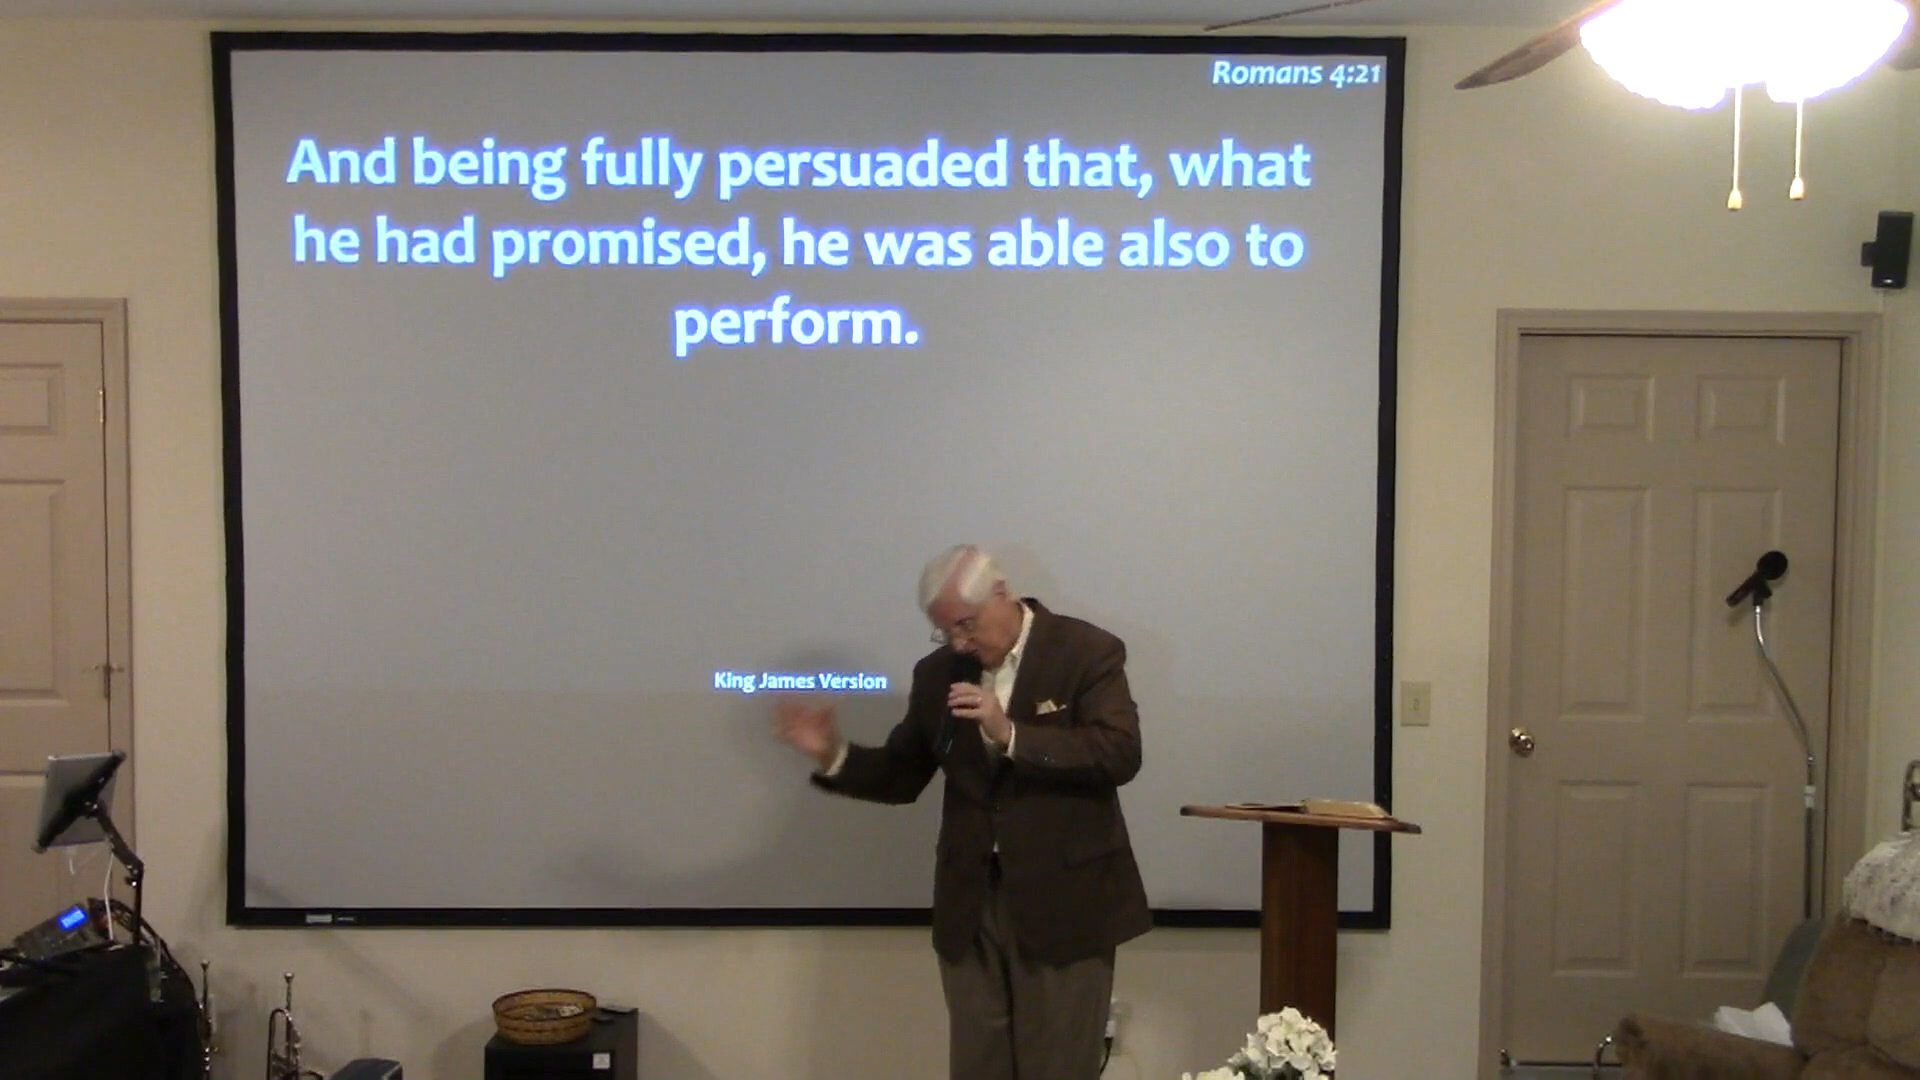 Romans 4:21
And being fully persuaded that, what
he had promised, he was able also to
perform.
King James Version